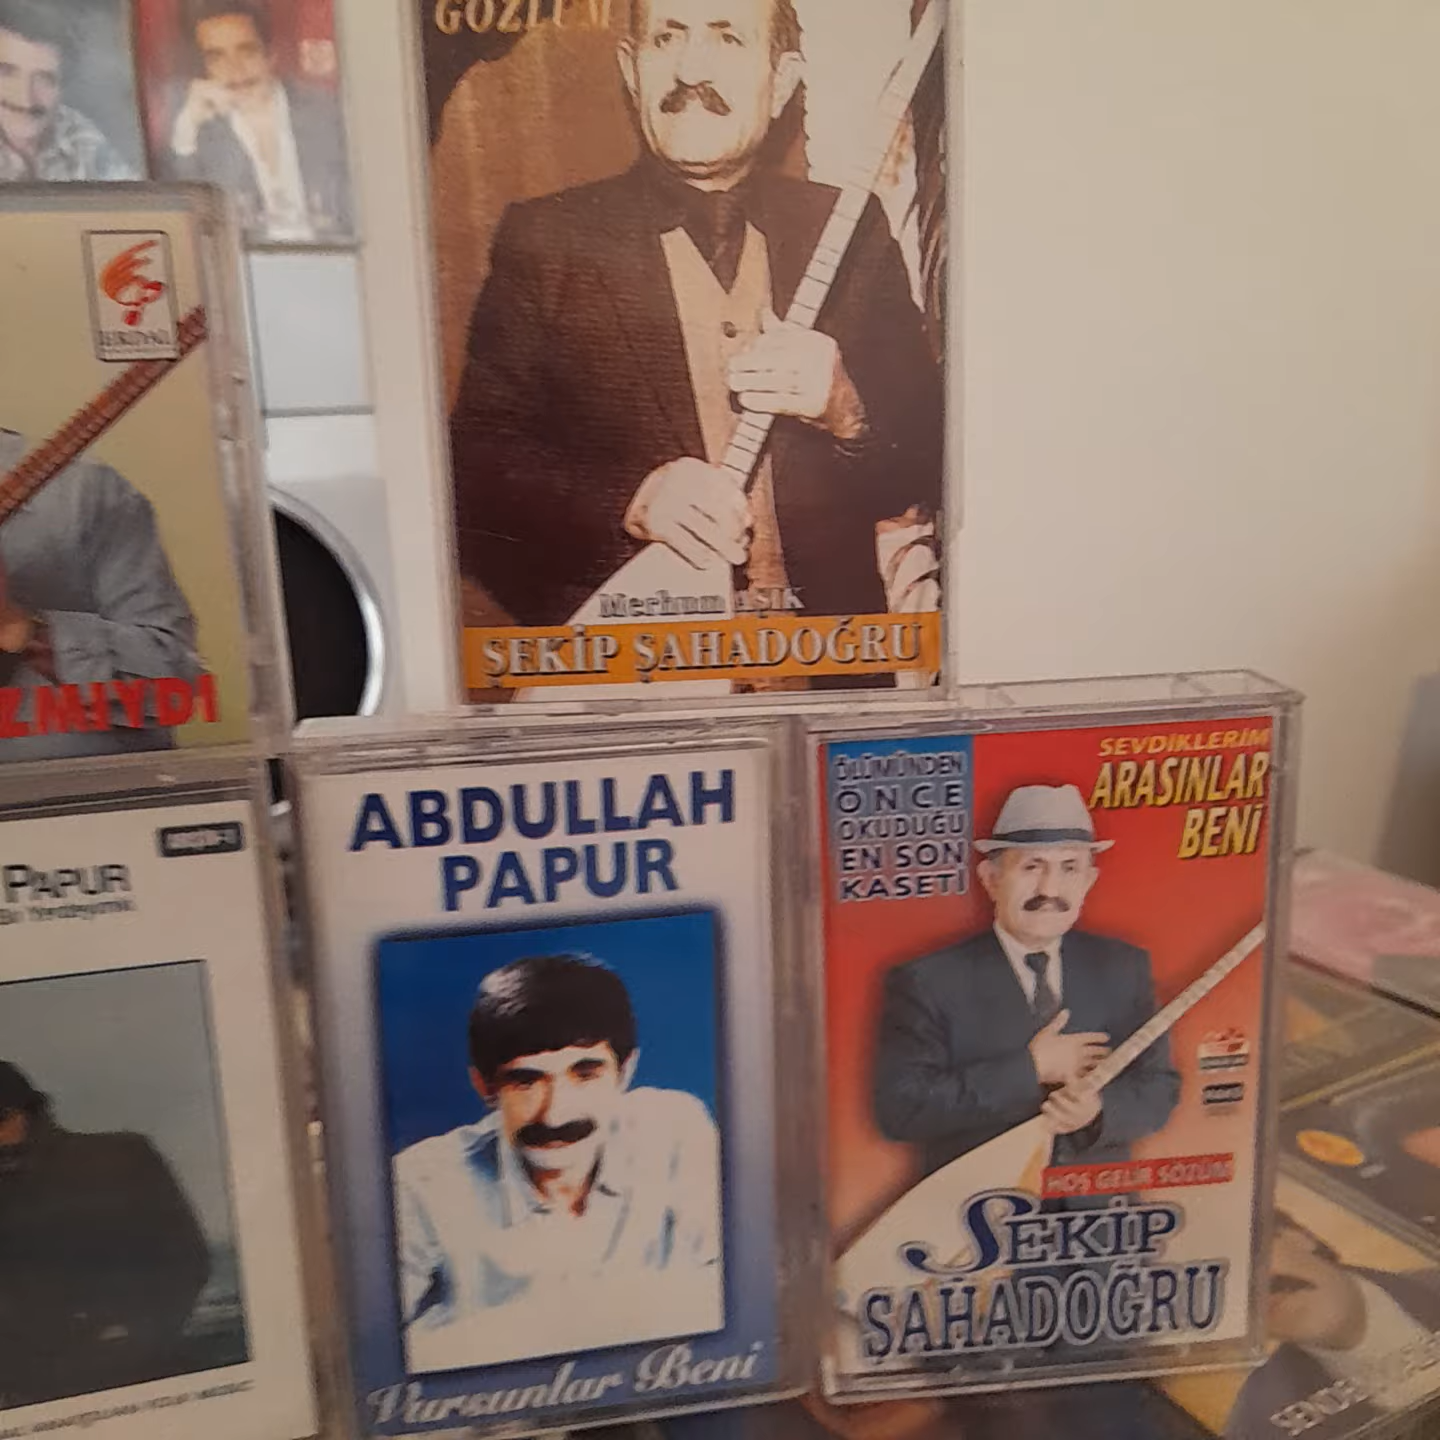 GÖZLÜM
Merhum AŞIK
ŞEKİP ŞAHADOĞRU
ZMIYDI
PAPUR
ABDULLAH
PAPUR
Vursunlar Beni
ÖLÜMÜNDEN
ÖNCE
OKUDUĞU
EN SON
KASETİ
SEVDİKLERİM
ARASINLAR
BENİ
HOŞ GELİR SÖZÜM
ŞEKİP
ŞAHADOĞRU